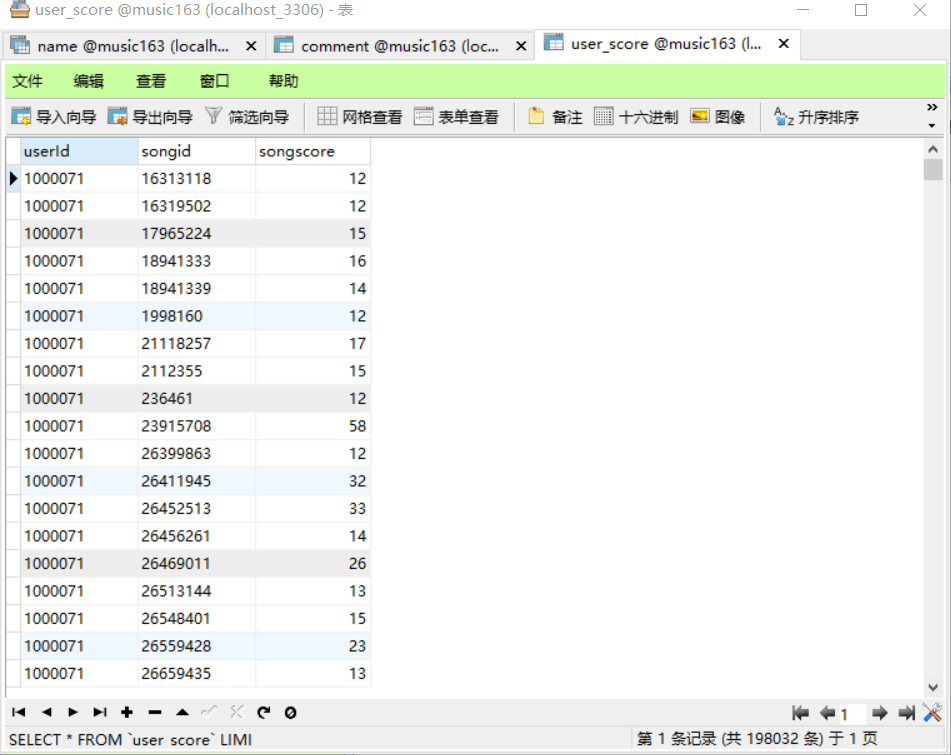 user_score @music163 (localhost_3306) - 表
name @music163 (localh... comment @music163 (loc... user_score @music163 (l...
文件 编辑 查看 窗口 帮助
导入向导 导出向导 筛选向导 网格查看 表单查看 备注 十六进制 图像 升序排序
userId songid songscore
1000071 16313118 12
1000071 16319502 12
1000071 17965224 15
1000071 18941333 16
1000071 18941339 14
1000071 1998160 12
1000071 21118257 17
1000071 2112355 15
1000071 236461 12
1000071 23915708 58
1000071 26399863 12
1000071 26411945 32
1000071 26452513 33
1000071 26456261 14
1000071 26469011 26
1000071 26513144 13
1000071 26548401 15
1000071 26559428 23
1000071 26659435 13
1
SELECT * FROM `user score` LIMI 第 1 条记录 (共 198032 条) 于 1 页